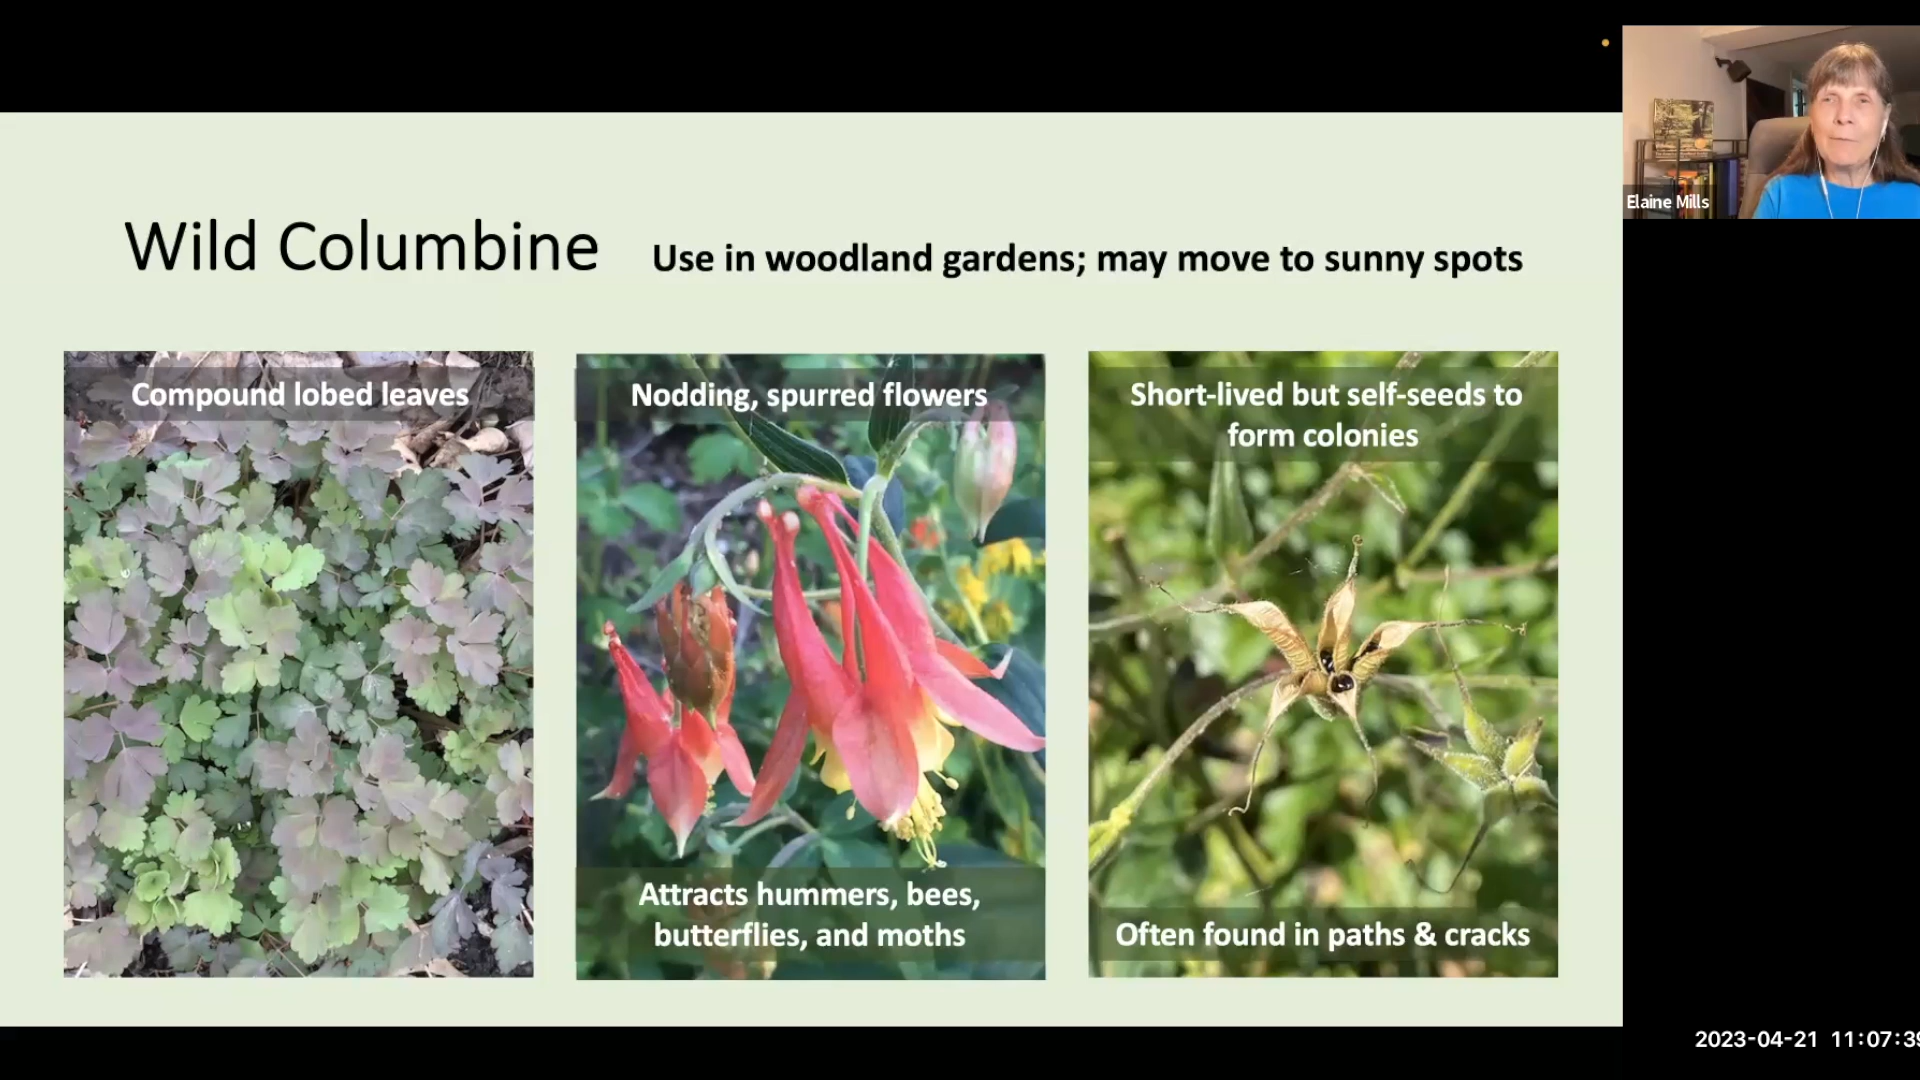 Elaine Mills
Wild Columbine
Use in woodland gardens; may move to sunny spots
Compound lobed leaves
Nodding, spurred flowers
Attracts hummers, bees,
butterflies, and moths
Short-lived but self-seeds to
form colonies
Often found in paths & cracks
2023-04-21 11:07:39